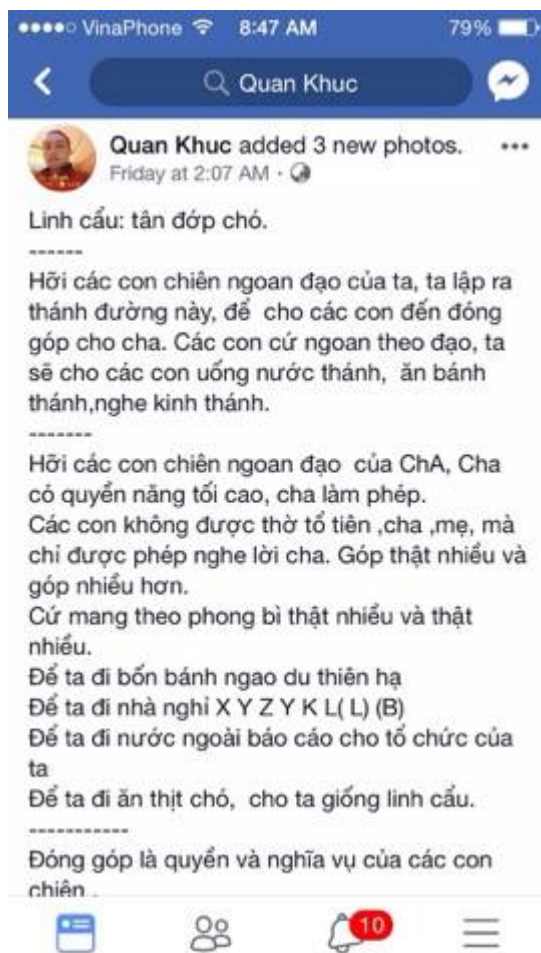 VinaPhone 8:47 AM 79%
Quan Khuc
Quan Khuc added 3 new photos.
Friday at 2:07 AM ·
Linh cẩu: tân đớp chó.
------
Hỡi các con chiên ngoan đạo của ta, ta lập ra
thánh đường này, để cho các con đến đóng
góp cho cha. Các con cứ ngoan theo đạo, ta
sẽ cho các con uống nước thánh, ăn bánh
thánh,nghe kinh thánh.
-------
Hỡi các con chiên ngoan đạo của ChA, Cha
có quyền năng tối cao, cha làm phép.
Các con không được thờ tổ tiên ,cha ,mẹ, mà
chỉ được phép nghe lời cha. Góp thật nhiều và
góp nhiều hơn.
Cứ mang theo phong bì thật nhiều và thật
nhiều.
Để ta đi bốn bánh ngao du thiên hạ
Để ta đi nhà nghỉ X Y Z Y K L( L) (B)
Để ta đi nước ngoài báo cáo cho tổ chức của
ta
Để ta đi ăn thịt chó, cho ta giống linh cẩu.
-----------
Đóng góp là quyền và nghĩa vụ của các con
chiên .
10